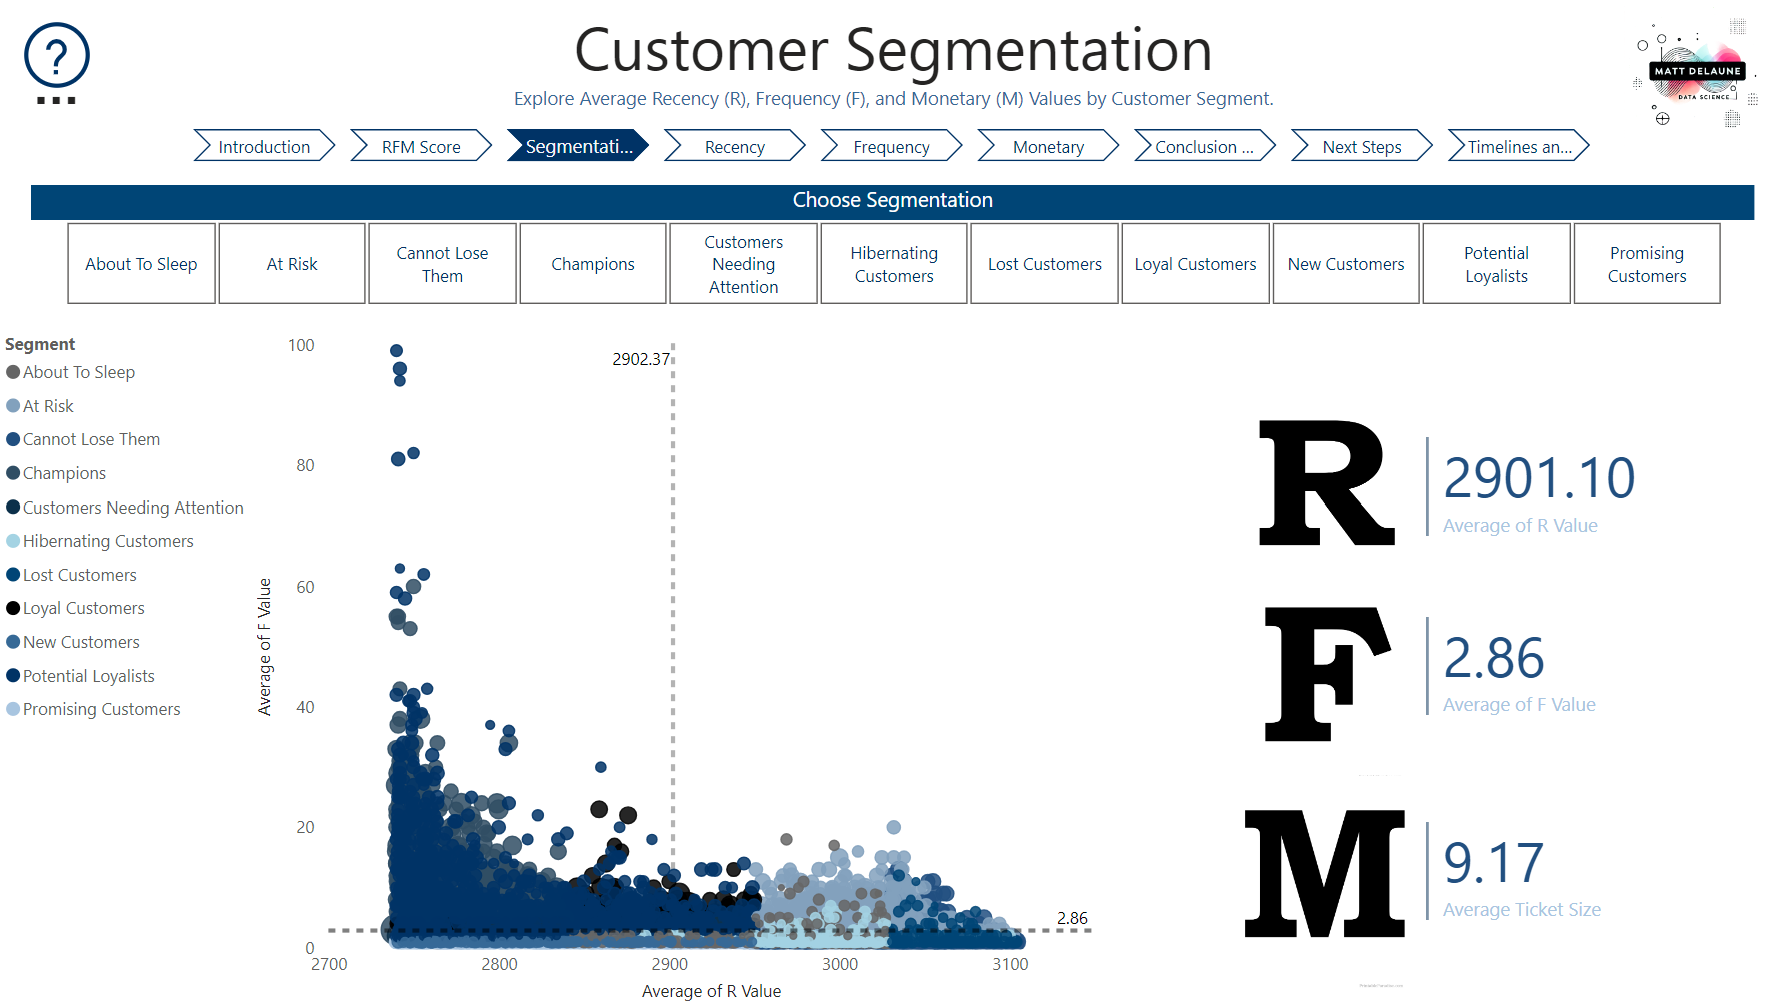 ?
Customer Segmentation
Explore Average Recency (R), Frequency (F), and Monetary (M) Values by Customer Segment.
MATT DELAUNE
DATA SCIENCE
Introduction
RFM Score
Segmentati...
Recency
Frequency
Monetary
Conclusion ...
Next Steps
Timelines an...
Choose Segmentation
About To Sleep
At Risk
Cannot Lose
Them
Champions
Customers
Needing
Attention
Hibernating
Customers
Lost Customers
Loyal Customers
New Customers
Potential
Loyalists
Promising
Customers
Segment
About To Sleep
At Risk
Cannot Lose Them
Champions
Customers Needing Attention
Hibernating Customers
Lost Customers
Loyal Customers
New Customers
Potential Loyalists
Promising Customers
Average of F Value
100
80
60
40
20
0
2902.37
2.86
2700
2800
2900
3000
3100
Average of R Value
R
2901.10
Average of R Value
F
2.86
Average of F Value
M
9.17
Average Ticket Size